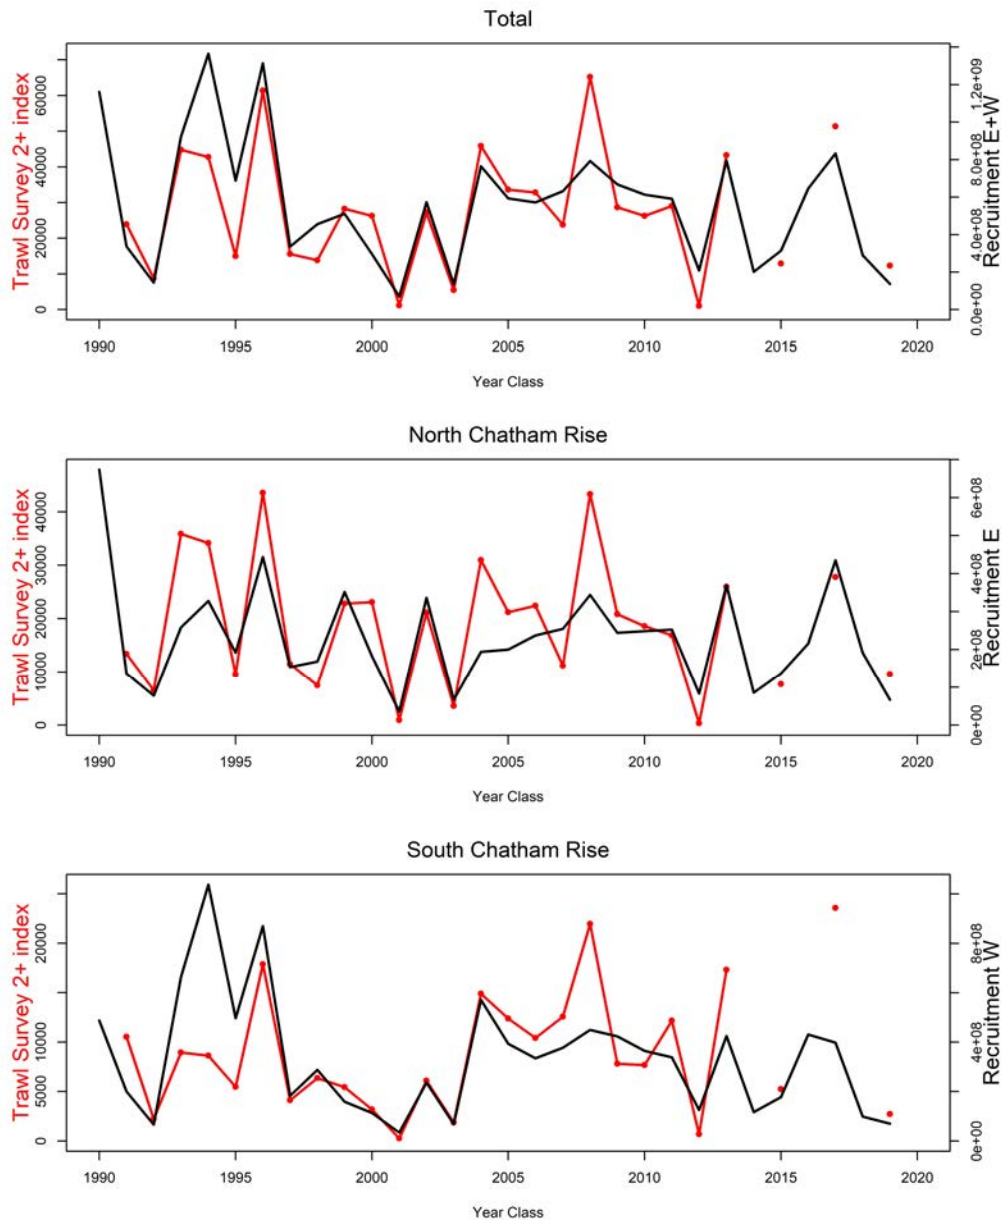 Total
Trawl Survey 2+ index
0 20000 40000 60000
0.0e+00 4.0e+08 8.0e+08 1.2e+09
Recruitment E+W
1990 1995 2000 2005 2010 2015 2020
Year Class
North Chatham Rise
Trawl Survey 2+ index
0 10000 20000 30000 40000
0e+00 2e+08 4e+08 6e+08
Recruitment E
1990 1995 2000 2005 2010 2015 2020
Year Class
South Chatham Rise
Trawl Survey 2+ index
0 5000 10000 20000
0e+00 4e+08 8e+08
Recruitment W
1990 1995 2000 2005 2010 2015 2020
Year Class